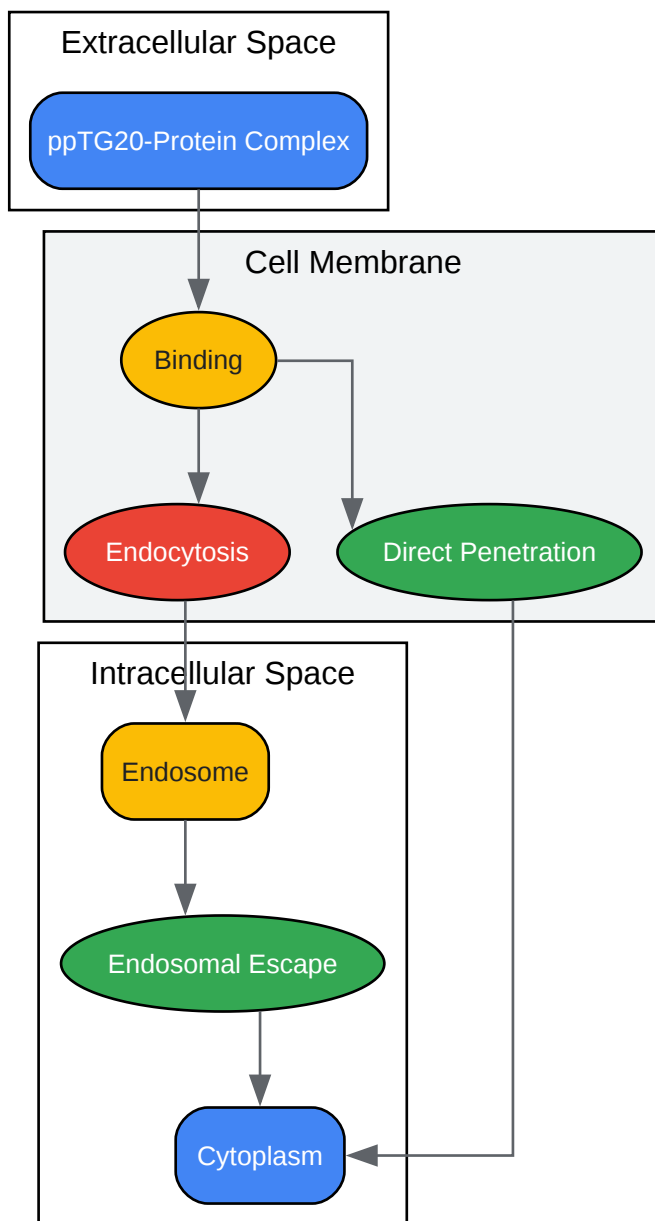 Extracellular Space
ppTG20-Protein Complex
Cell Membrane
Binding
Endocytosis
Direct Penetration
Intracellular Space
Endosome
Endosomal Escape
Cytoplasm